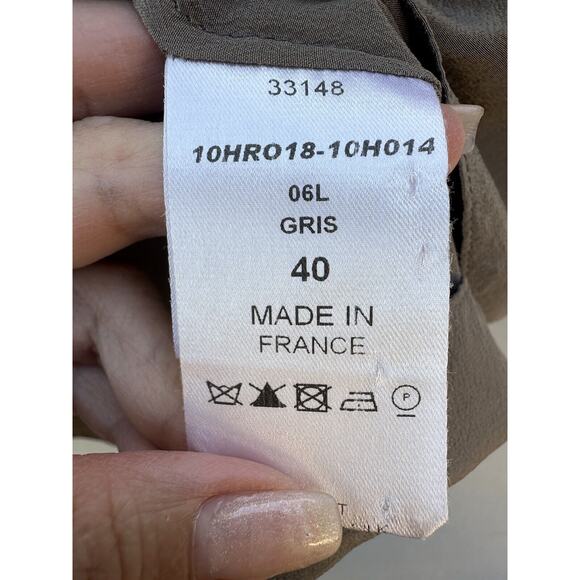 33148
10HRO18-10H014
06L
GRIS
40
MADE IN
FRANCE
P